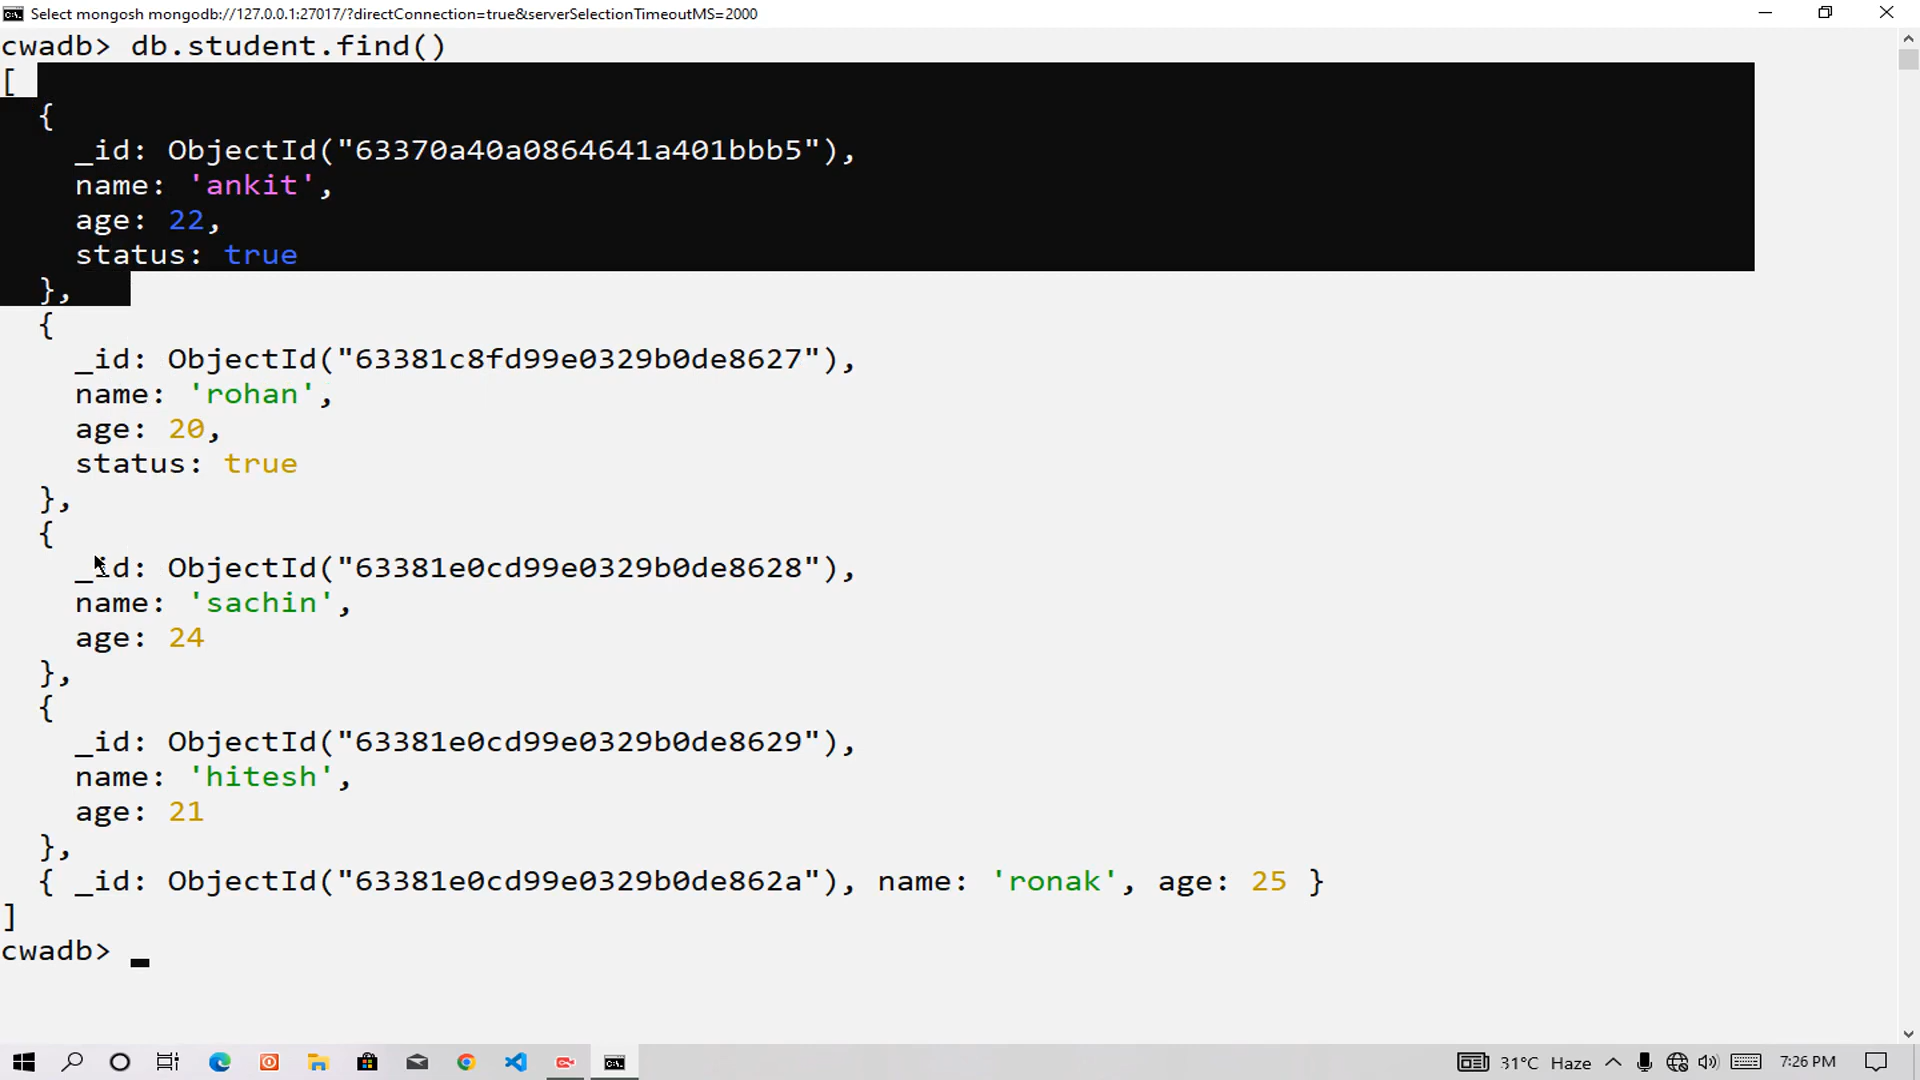 Select mongosh mongodb://127.0.0.1:27017/?directConnection=true&serverSelectionTimeoutMS=2000
cwadb> db.student.find()
[
  {
    _id: ObjectId("63370a40a0864641a401bbb5"),
    name: 'ankit',
    age: 22,
    status: true
  },
  {
    _id: ObjectId("63381c8fd99e0329b0de8627"),
    name: 'rohan',
    age: 20,
    status: true
  },
  {
    _id: ObjectId("63381e0cd99e0329b0de8628"),
    name: 'sachin',
    age: 24
  },
  {
    _id: ObjectId("63381e0cd99e0329b0de8629"),
    name: 'hitesh',
    age: 21
  },
  { _id: ObjectId("63381e0cd99e0329b0de862a"), name: 'ronak', age: 25 }
]
cwadb>
31°C Haze 7:26 PM